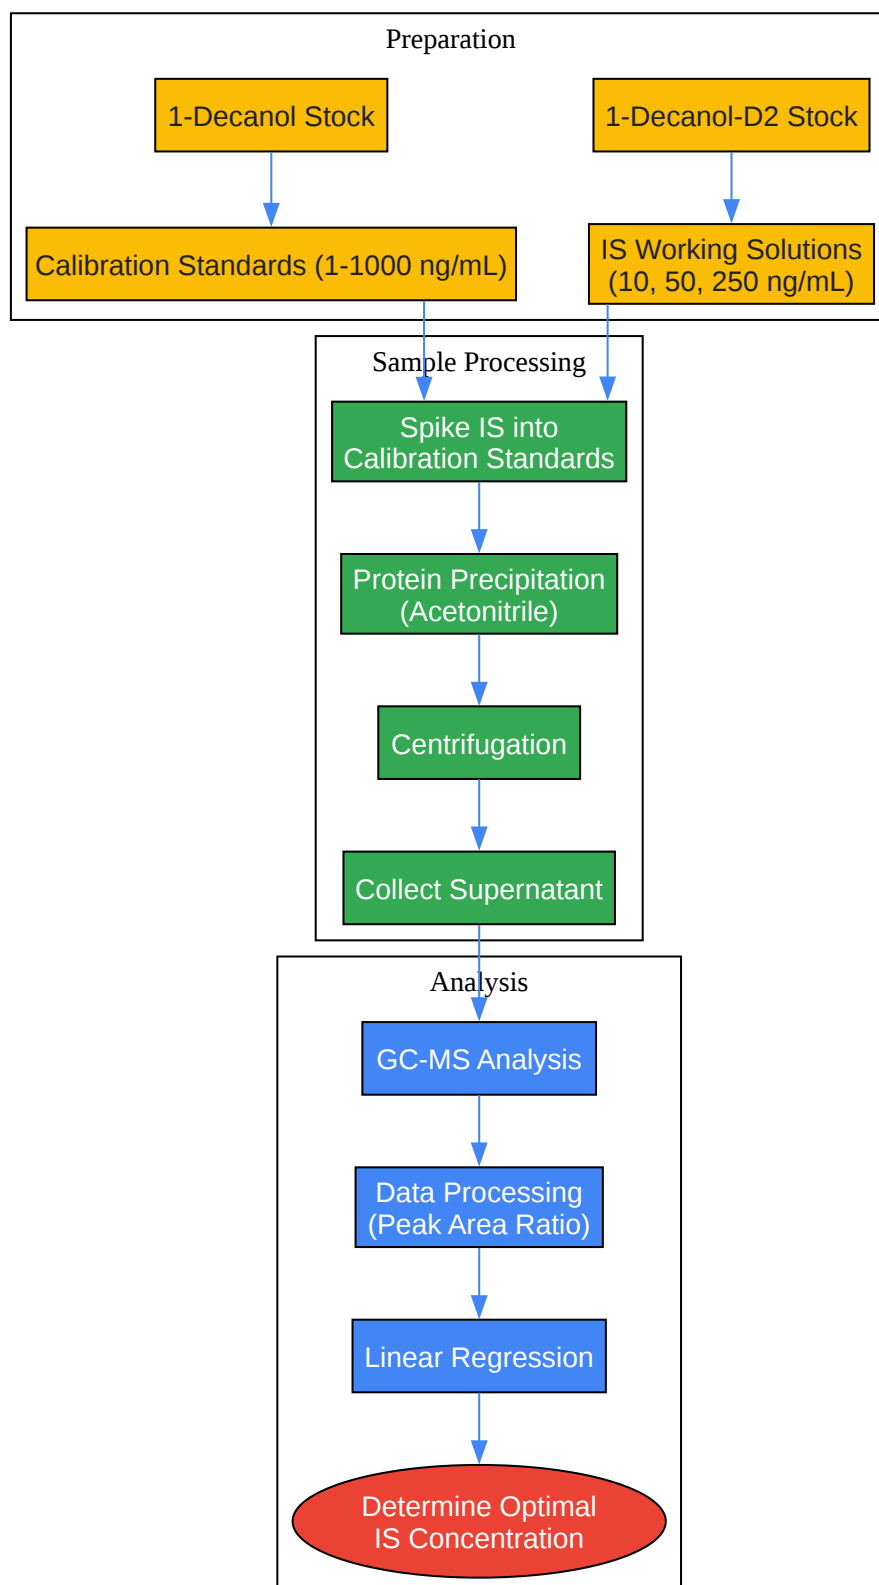 Preparation
1-Decanol Stock
1-Decanol-D2 Stock
Calibration Standards (1-1000 ng/mL)
IS Working Solutions
(10, 50, 250 ng/mL)
Sample Processing
Spike IS into
Calibration Standards
Protein Precipitation
(Acetonitrile)
Centrifugation
Collect Supernatant
Analysis
GC-MS Analysis
Data Processing
(Peak Area Ratio)
Linear Regression
Determine Optimal
IS Concentration